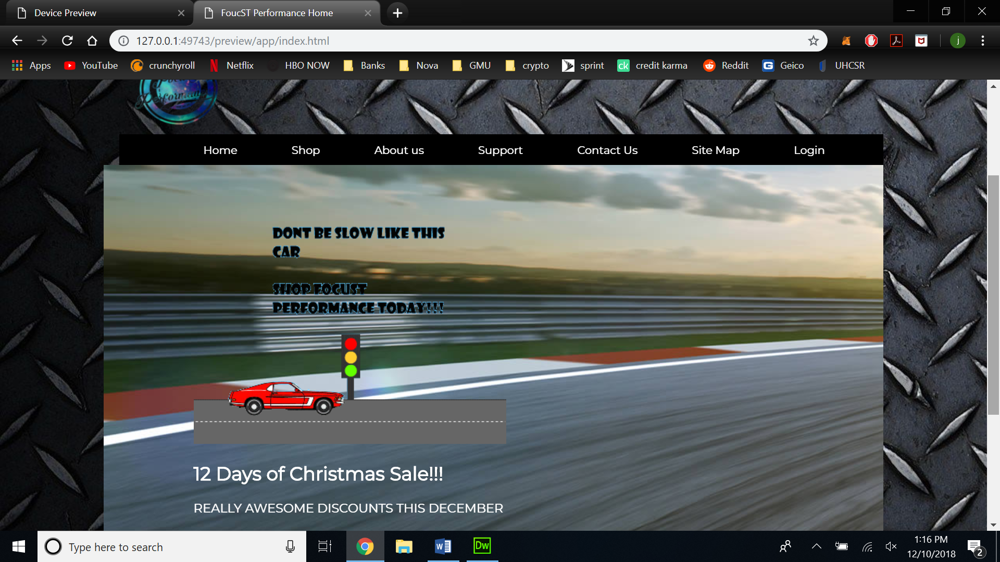 Device Preview
FoucST Performance Home
127.0.0.1:49743/preview/app/index.html
j
Apps YouTube crunchyroll Netflix HBO NOW Banks Nova GMU crypto sprint ck credit karma Reddit G Geico UHCSR
Performance
Home Shop About us Support Contact Us Site Map Login
DONT BE SLOW LIKE THIS
CAR
SHOP FOCUST
PERFORMANCE TODAY!!!
12 Days of Christmas Sale!!!
REALLY AWESOME DISCOUNTS THIS DECEMBER
Type here to search
W
Dw
1:16 PM
12/10/2018
2